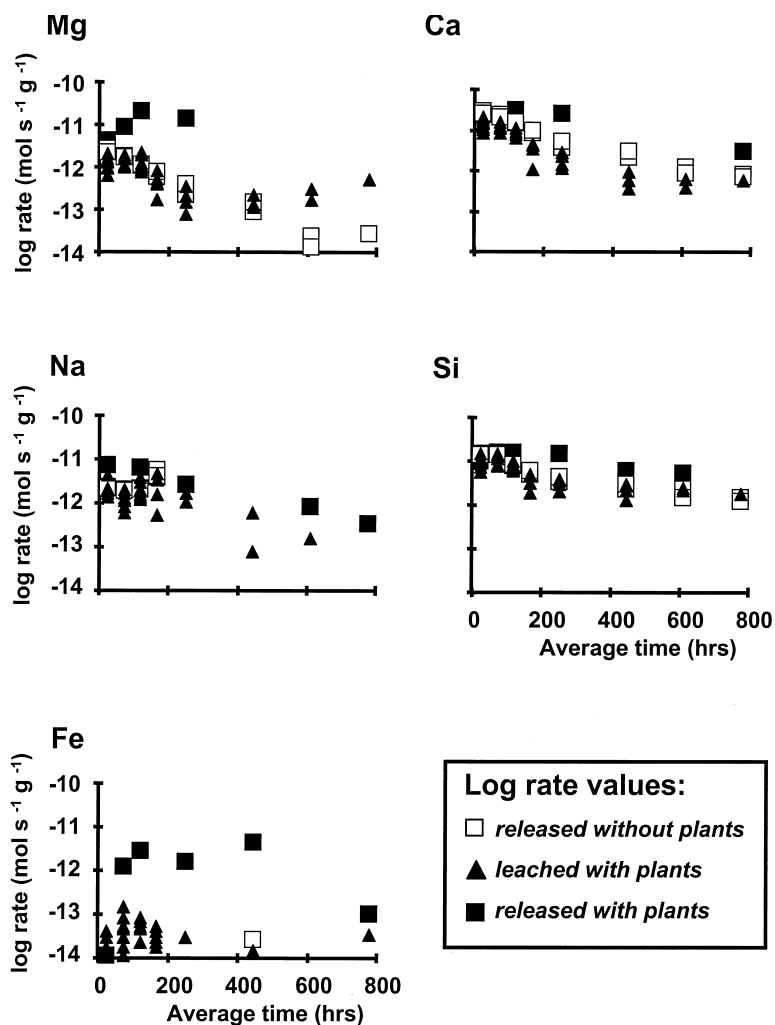 Mg
Ca
log rate (mol s⁻¹ g⁻¹)
-10
-11
-12
-13
-14
Na
Si
log rate (mol s⁻¹ g⁻¹)
-10
-11
-12
-13
-14
0 200 400 600 800
Average time (hrs)
Fe
log rate (mol s⁻¹ g⁻¹)
-10
-11
-12
-13
-14
0 200 400 600 800
Average time (hrs)
Log rate values:
released without plants
leached with plants
released with plants